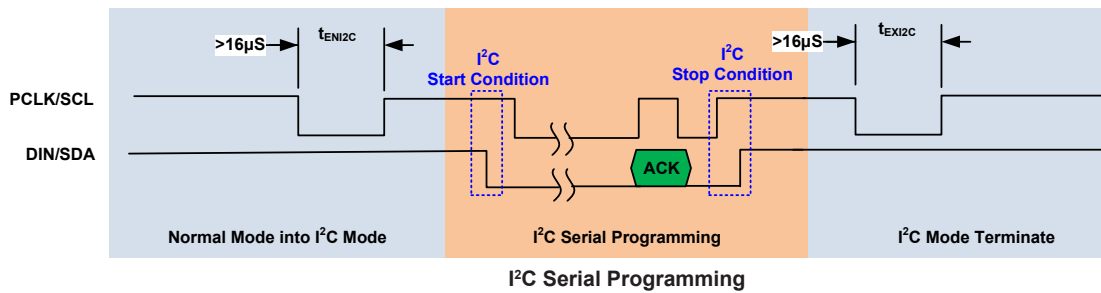 >16µS
tENI2C
I²C
Start Condition
I²C
Stop Condition
>16µS
tEXI2C
PCLK/SCL
DIN/SDA
ACK
Normal Mode into I²C Mode
I²C Serial Programming
I²C Mode Terminate
I²C Serial Programming